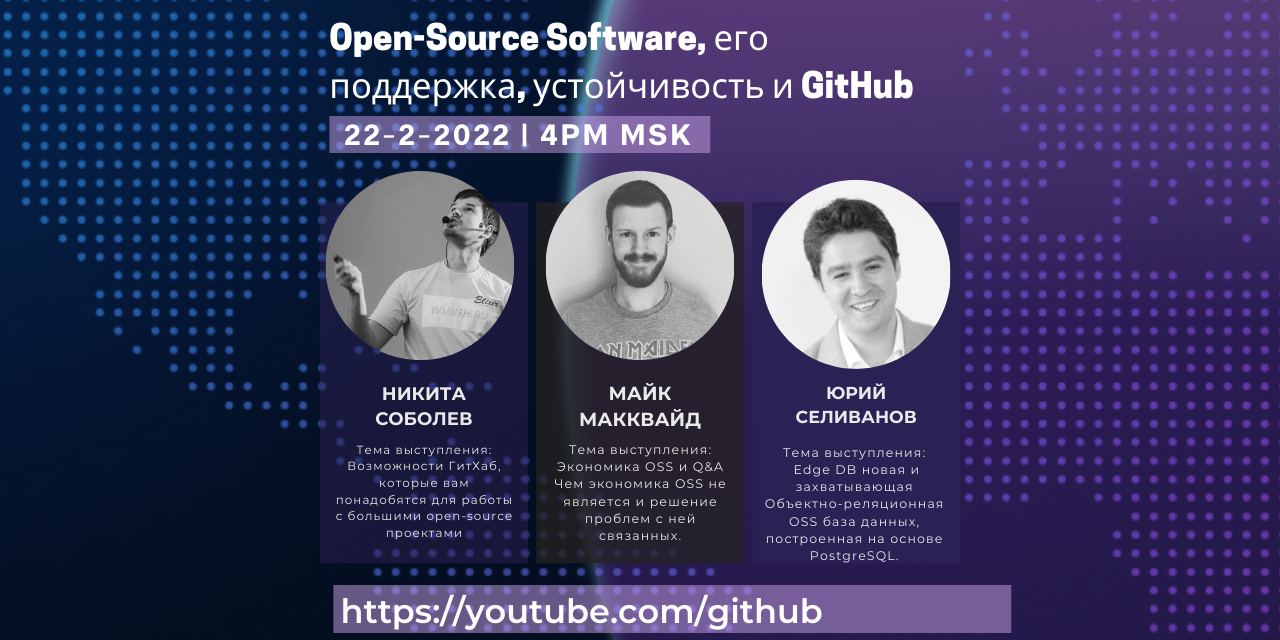 Open-Source Software, его
поддержка, устойчивость и GitHub
22-2-2022 | 4PM MSK
Elixir
WUNSH.RU
НИКИТА
СОБОЛЕВ
Тема выступления:
Возможности ГитХаб,
которые вам
понадобятся для работы
с большими open-source
проектами
МАЙК
МАККВАЙД
Тема выступления:
Экономика OSS и Q&A
Чем экономика OSS не
является и решение
проблем с ней
связанных.
ЮРИЙ
СЕЛИВАНОВ
Тема выступления:
Edge DB новая и
захватывающая
Объектно-реляционная
OSS база данных,
построенная на основе
PostgreSQL.
https://youtube.com/github